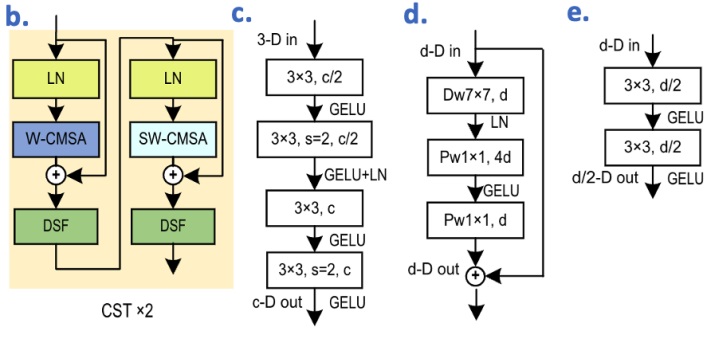 b.
LN
W-CMSA
+
DSF
LN
SW-CMSA
+
DSF
CST ×2
c.
3-D in
3×3, c/2
GELU
3×3, s=2, c/2
GELU+LN
3×3, c
GELU
3×3, s=2, c
c-D out
GELU
d.
d-D in
Dw7×7, d
LN
Pw1×1, 4d
GELU
Pw1×1, d
d-D out
+
e.
d-D in
3×3, d/2
GELU
3×3, d/2
d/2-D out
GELU